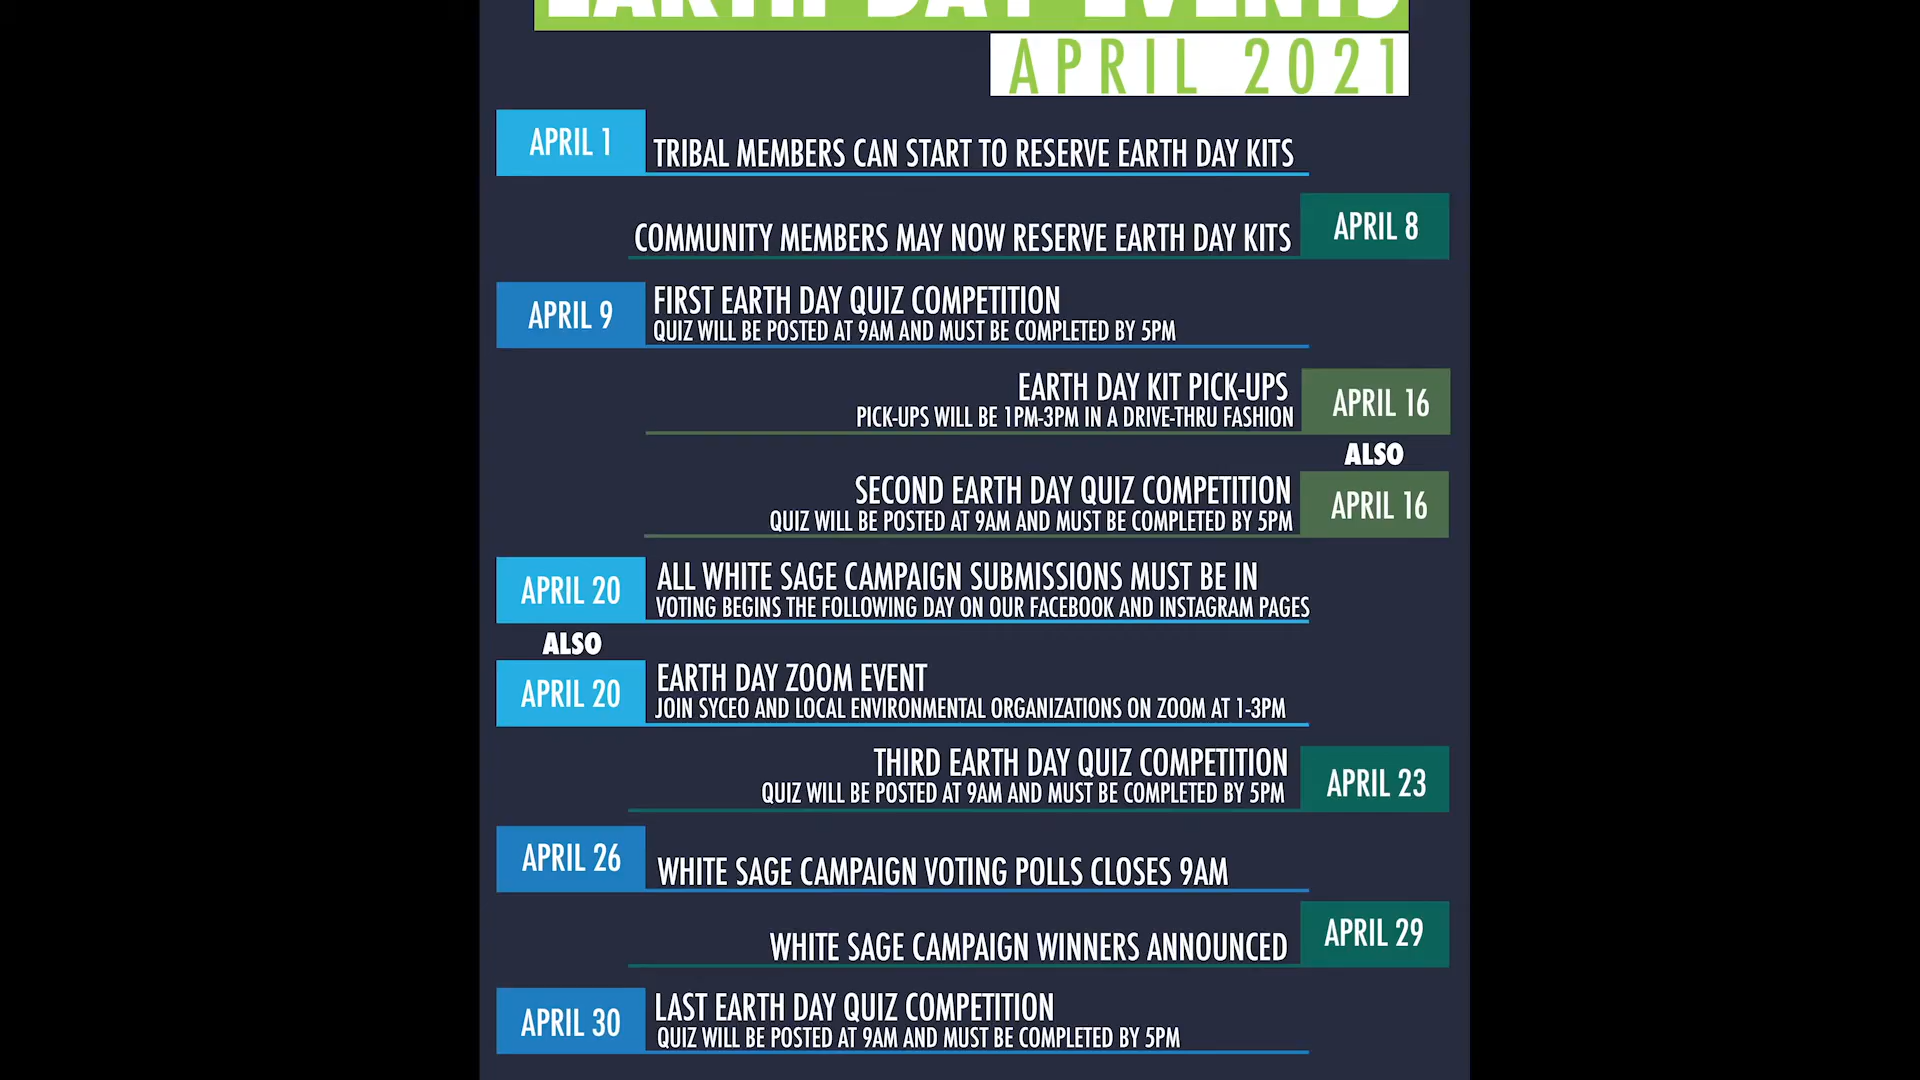 EARTH DAY EVENTS
APRIL 2021
APRIL 1
TRIBAL MEMBERS CAN START TO RESERVE EARTH DAY KITS
COMMUNITY MEMBERS MAY NOW RESERVE EARTH DAY KITS
APRIL 8
APRIL 9
FIRST EARTH DAY QUIZ COMPETITION
QUIZ WILL BE POSTED AT 9AM AND MUST BE COMPLETED BY 5PM
EARTH DAY KIT PICK-UPS
PICK-UPS WILL BE 1PM-3PM IN A DRIVE-THRU FASHION
APRIL 16
ALSO
SECOND EARTH DAY QUIZ COMPETITION
QUIZ WILL BE POSTED AT 9AM AND MUST BE COMPLETED BY 5PM
APRIL 16
APRIL 20
ALL WHITE SAGE CAMPAIGN SUBMISSIONS MUST BE IN
VOTING BEGINS THE FOLLOWING DAY ON OUR FACEBOOK AND INSTAGRAM PAGES
ALSO
APRIL 20
EARTH DAY ZOOM EVENT
JOIN SYCEO AND LOCAL ENVIRONMENTAL ORGANIZATIONS ON ZOOM AT 1-3PM
THIRD EARTH DAY QUIZ COMPETITION
QUIZ WILL BE POSTED AT 9AM AND MUST BE COMPLETED BY 5PM
APRIL 23
APRIL 26
WHITE SAGE CAMPAIGN VOTING POLLS CLOSES 9AM
WHITE SAGE CAMPAIGN WINNERS ANNOUNCED
APRIL 29
APRIL 30
LAST EARTH DAY QUIZ COMPETITION
QUIZ WILL BE POSTED AT 9AM AND MUST BE COMPLETED BY 5PM